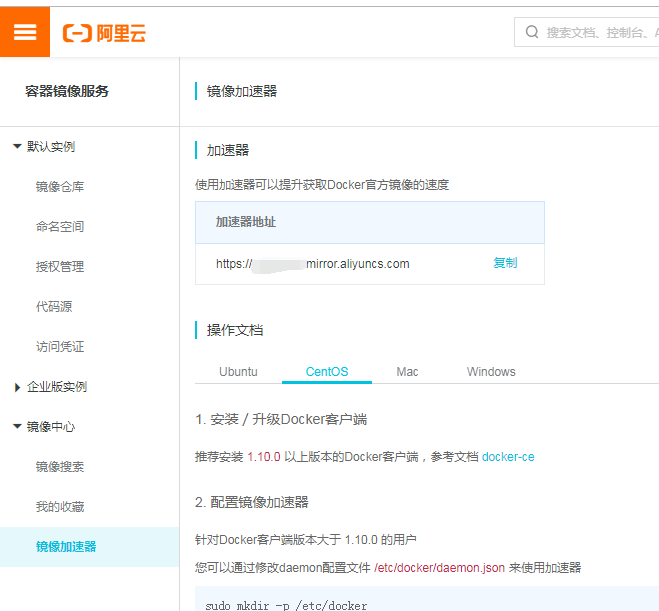 阿里云
搜索文档、控制台、A
容器镜像服务
镜像加速器
默认实例
镜像仓库
命名空间
授权管理
代码源
访问凭证
企业版实例
镜像中心
镜像搜索
我的收藏
镜像加速器
加速器
使用加速器可以提升获取Docker官方镜像的速度
加速器地址
https:// mirror.aliyuncs.com 复制
操作文档
Ubuntu CentOS Mac Windows
1. 安装 / 升级Docker客户端
推荐安装 1.10.0 以上版本的Docker客户端，参考文档 docker-ce
2. 配置镜像加速器
针对Docker客户端版本大于 1.10.0 的用户
您可以通过修改daemon配置文件 /etc/docker/daemon.json 来使用加速器
sudo mkdir -p /etc/docker